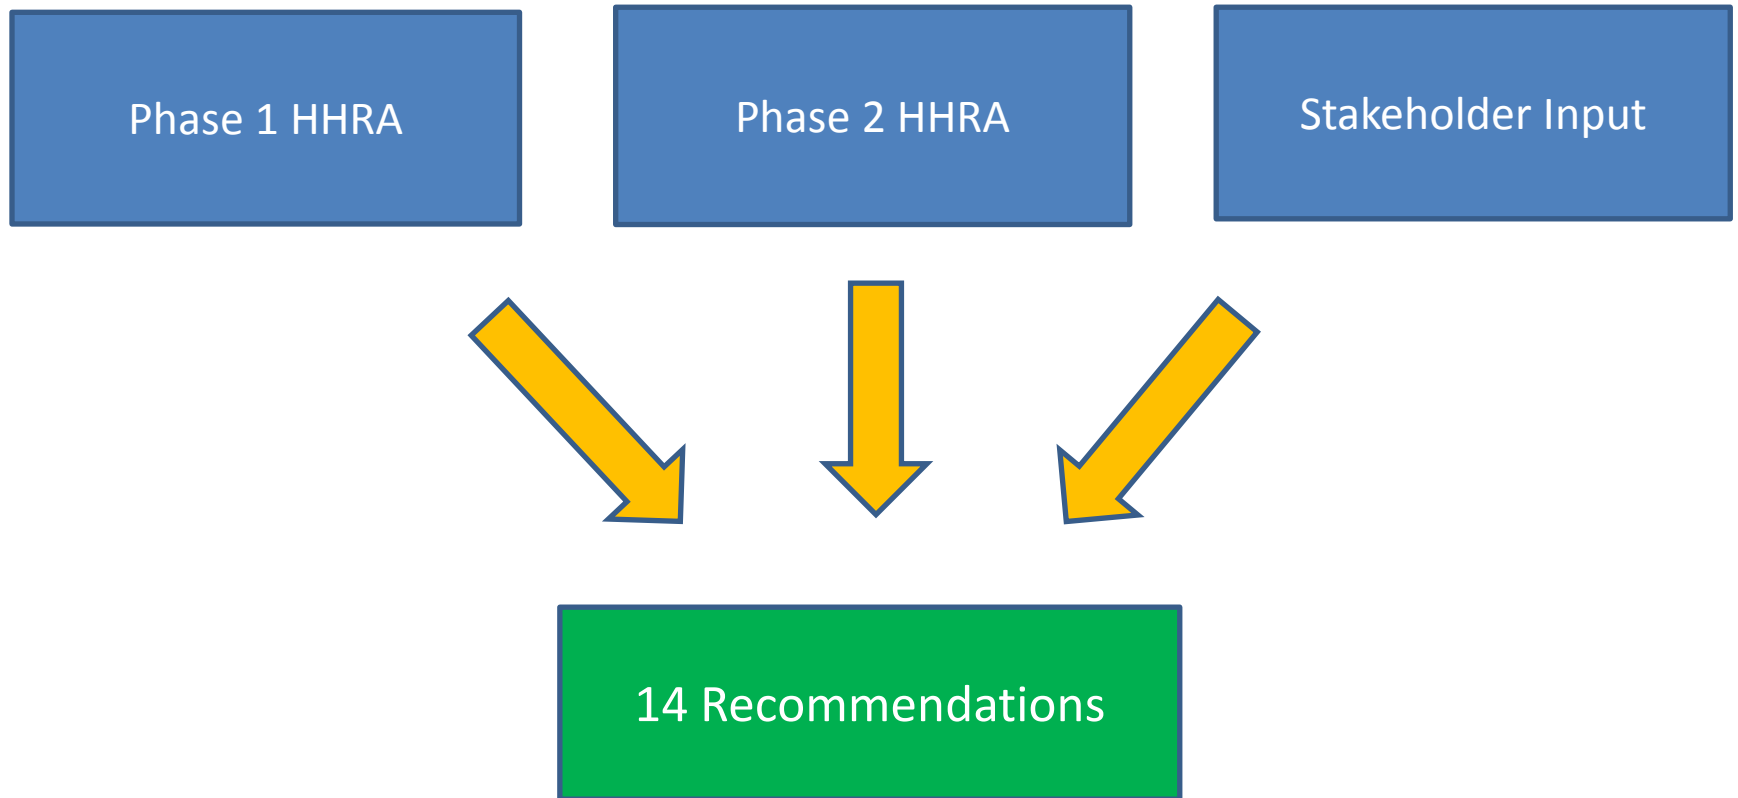 Phase 1 HHRA
Phase 2 HHRA
Stakeholder Input
14 Recommendations